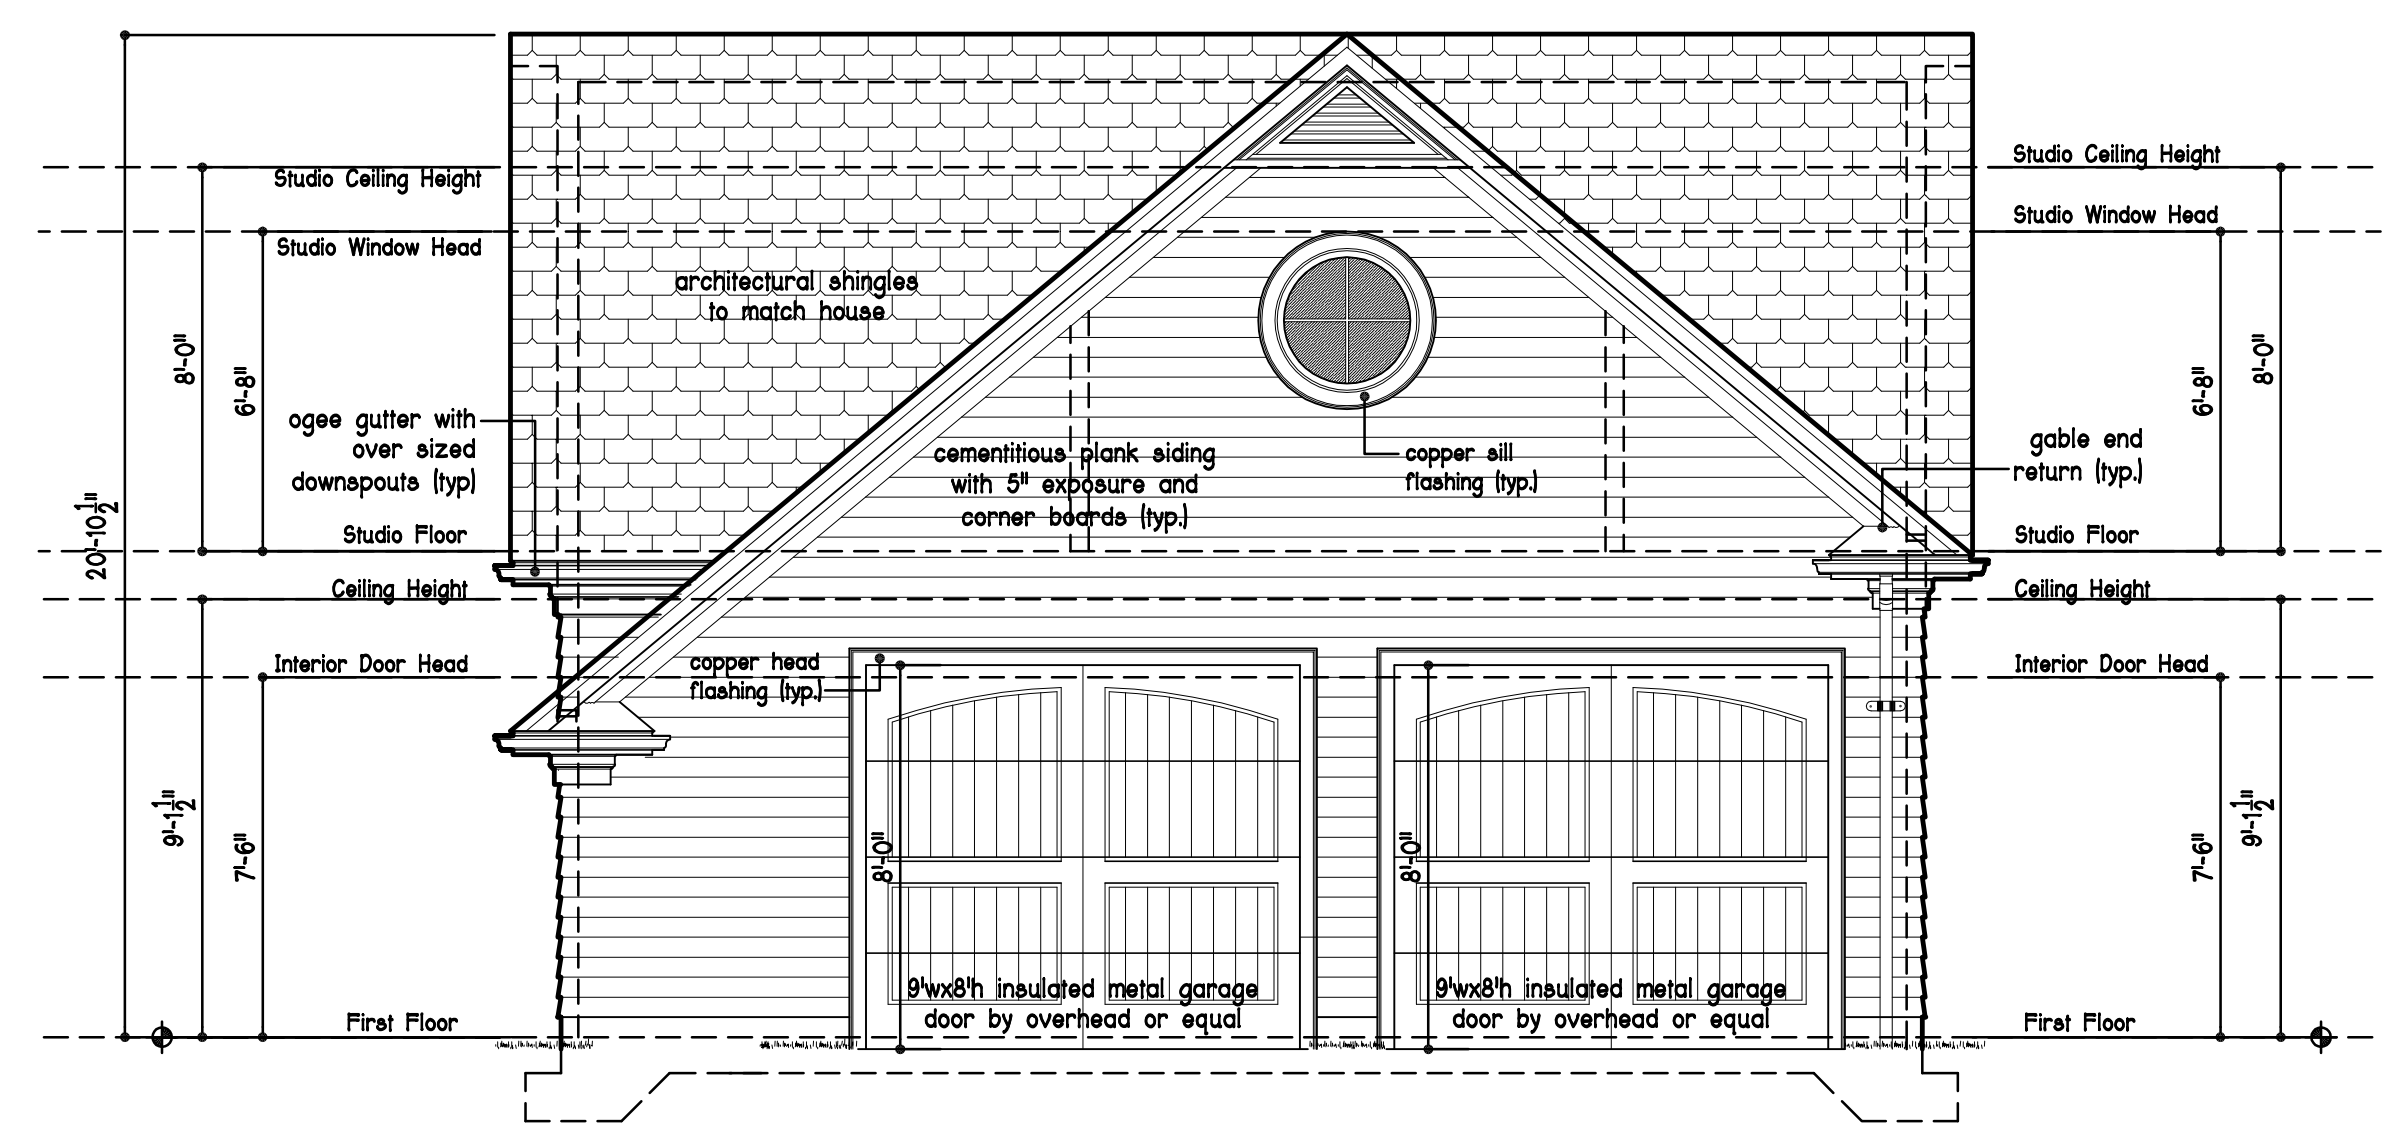 Studio Ceiling Height
Studio Ceiling Height
Studio Window Head
Studio Window Head
architectural shingles
to match house
8'-0"
6'-8"
6'-8"
8'-0"
ogee gutter with
over sized
downspouts (typ)
cementitious plank siding
with 5" exposure and
corner boards (typ.)
copper sill
flashing (typ.)
gable end
return (typ.)
20'-10 1/2"
Studio Floor
Studio Floor
Ceiling Height
Ceiling Height
Interior Door Head
copper head
flashing (typ.)
Interior Door Head
9'-1 1/2"
7'-6"
8'-0"
8'-0"
7'-6"
9'-1 1/2"
9'wx8'h insulated metal garage
door by overhead or equal
9'wx8'h insulated metal garage
door by overhead or equal
First Floor
First Floor